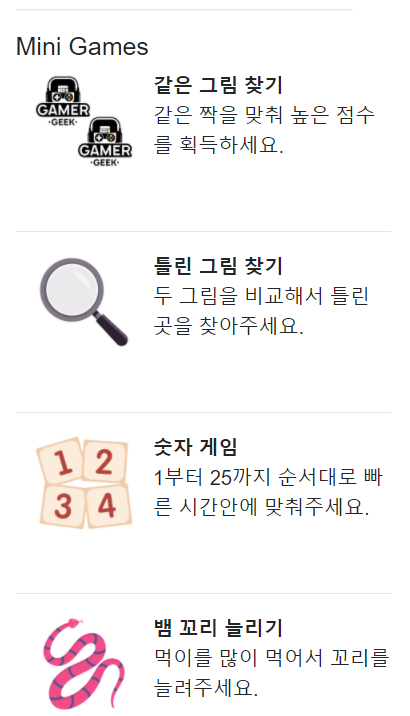 Mini Games
GAMER
·GEEK·
GAMER
·GEEK·
같은 그림 찾기
같은 짝을 맞춰 높은 점수
를 획득하세요.
틀린 그림 찾기
두 그림을 비교해서 틀린
곳을 찾아주세요.
1 2
3 4
숫자 게임
1부터 25까지 순서대로 빠
른 시간안에 맞춰주세요.
뱀 꼬리 늘리기
먹이를 많이 먹어서 꼬리를
늘려주세요.